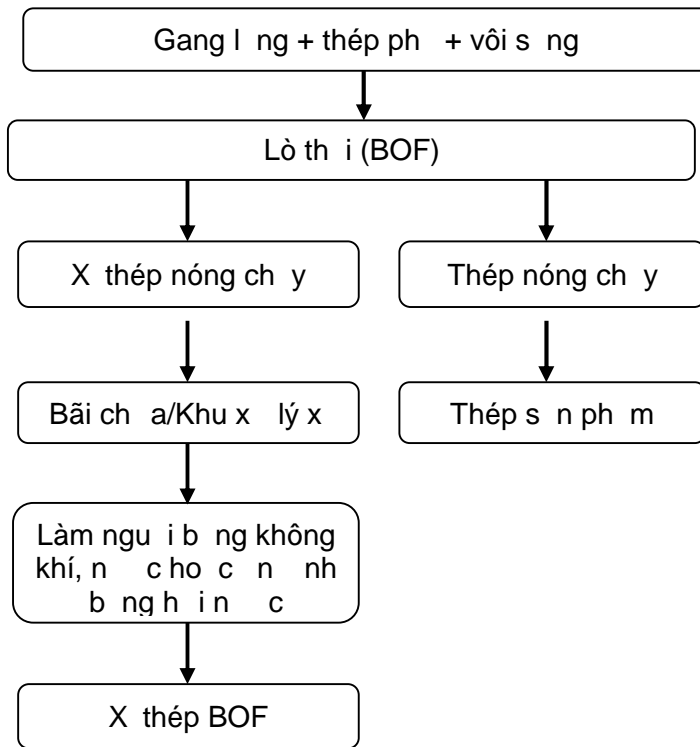 Gang l ng + thép ph + vôi s ng
Lò th i (BOF)
X thép nóng ch y
Thép nóng ch y
Bãi ch a/Khu x lý x
Thép s n ph m
Làm ngu i b ng không
khí, n c ho c n nh
b ng h i n c
X thép BOF